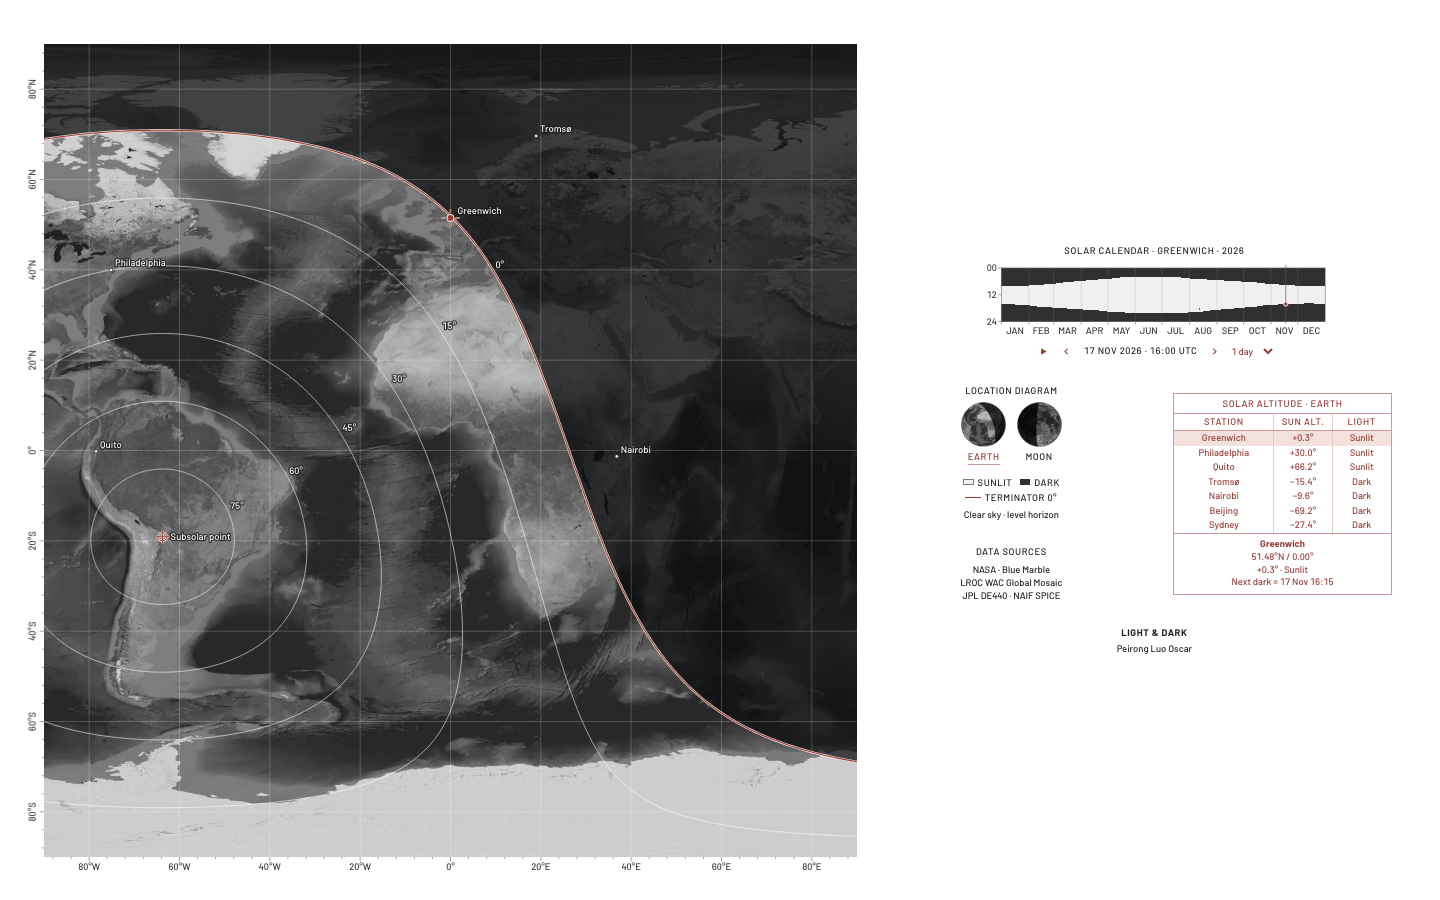 80°N
60°N
40°N
20°N
0°
20°S
40°S
60°S
80°S
80°W
60°W
40°W
20°W
0°
20°E
40°E
60°E
80°E
Tromsø
Greenwich
Philadelphia
0°
15°
30°
45°
Quito
Nairobi
60°
75°
Subsolar point
SOLAR CALENDAR · GREENWICH · 2026
00
12
24
JAN FEB MAR APR MAY JUN JUL AUG SEP OCT NOV DEC
17 NOV 2026 · 16:00 UTC 1 day
LOCATION DIAGRAM
EARTH MOON
SUNLIT DARK
TERMINATOR 0°
Clear sky · level horizon
DATA SOURCES
NASA · Blue Marble
LROC WAC Global Mosaic
JPL DE440 · NAIF SPICE
SOLAR ALTITUDE · EARTH
STATION SUN ALT. LIGHT
Greenwich +0.3° Sunlit
Philadelphia +30.0° Sunlit
Quito +66.2° Sunlit
Tromsø −15.4° Dark
Nairobi −9.6° Dark
Beijing −69.2° Dark
Sydney −27.4° Dark
Greenwich
51.48°N / 0.00°
+0.3° · Sunlit
Next dark ≈ 17 Nov 16:15
LIGHT & DARK
Peirong Luo Oscar